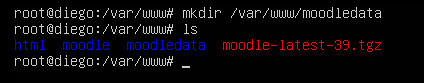 root@diego:/var/www# mkdir /var/www/moodledata
root@diego:/var/www# ls
html moodle moodledata moodle-latest-39.tgz
root@diego:/var/www# _